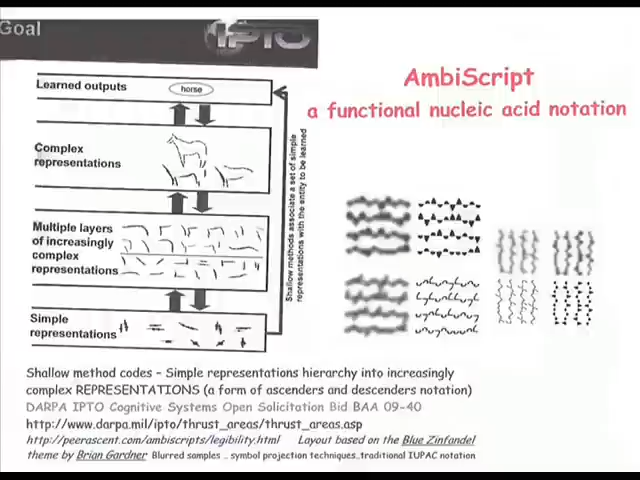 Goal
IPTO
AmbiScript
a functional nucleic acid notation
Learned outputs
horse
Complex
representations
Multiple layers
of increasingly
complex
representations
Simple
representations
Shallow methods associate a set of simple
representations with the entity to be learned
Shallow method codes – Simple representations hierarchy into increasingly
complex REPRESENTATIONS (a form of ascenders and descenders notation)
DARPA IPTO Cognitive Systems Open Solicitation Bid BAA 09-40
http://www.darpa.mil/ipto/thrust_areas/thrust_areas.asp
http://peerascent.com/ambiscripts/legibility.html Layout based on the Blue Zinfandel
theme by Brian Gardner Blurred samples .. symbol projection techniques..traditional IUPAC notation